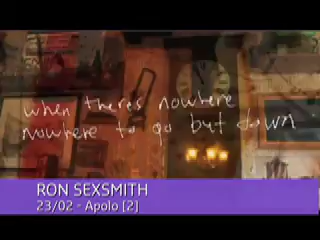 when theres nowhere
nowhere to go but down
RON SEXSMITH
23/02 - Apolo [2]